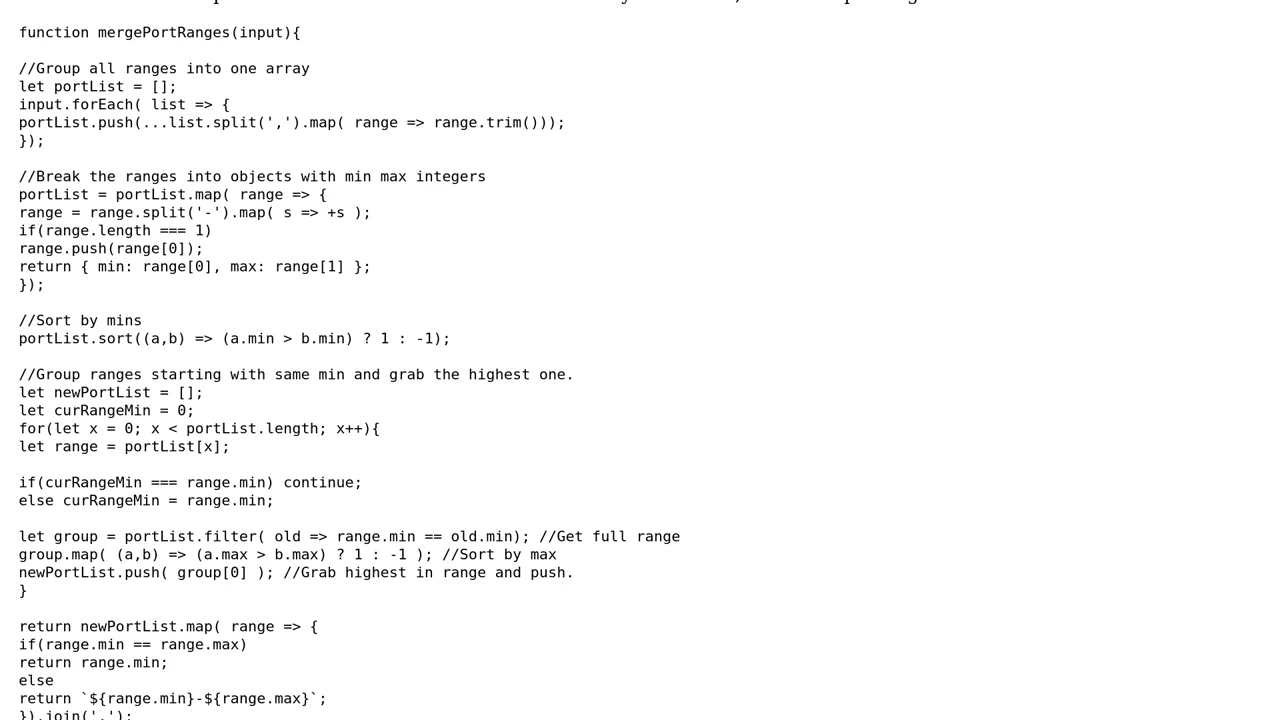 function mergePortRanges(input){
//Group all ranges into one array
let portList = [];
input.forEach( list => {
portList.push(...list.split(',').map( range => range.trim()));
});
//Break the ranges into objects with min max integers
portList = portList.map( range => {
range = range.split('-').map( s => +s );
if(range.length === 1)
range.push(range[0]);
return { min: range[0], max: range[1] };
});
//Sort by mins
portList.sort((a,b) => (a.min > b.min) ? 1 : -1);
//Group ranges starting with same min and grab the highest one.
let newPortList = [];
let curRangeMin = 0;
for(let x = 0; x < portList.length; x++){
let range = portList[x];
if(curRangeMin === range.min) continue;
else curRangeMin = range.min;
let group = portList.filter( old => range.min == old.min); //Get full range
group.map( (a,b) => (a.max > b.max) ? 1 : -1 ); //Sort by max
newPortList.push( group[0] ); //Grab highest in range and push.
}
return newPortList.map( range => {
if(range.min == range.max)
return range.min;
else
return `${range.min}-${range.max}`;
}).join(',');